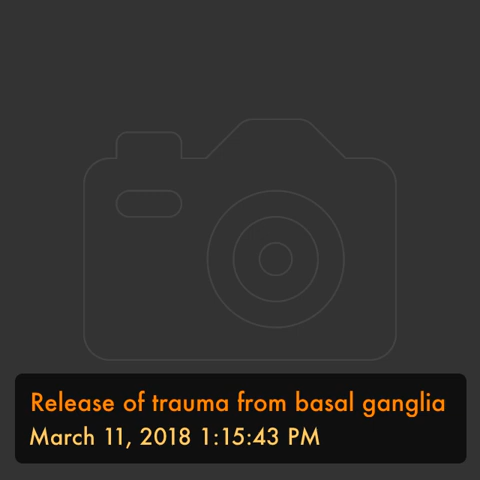 Release of trauma from basal ganglia
March 11, 2018 1:15:43 PM